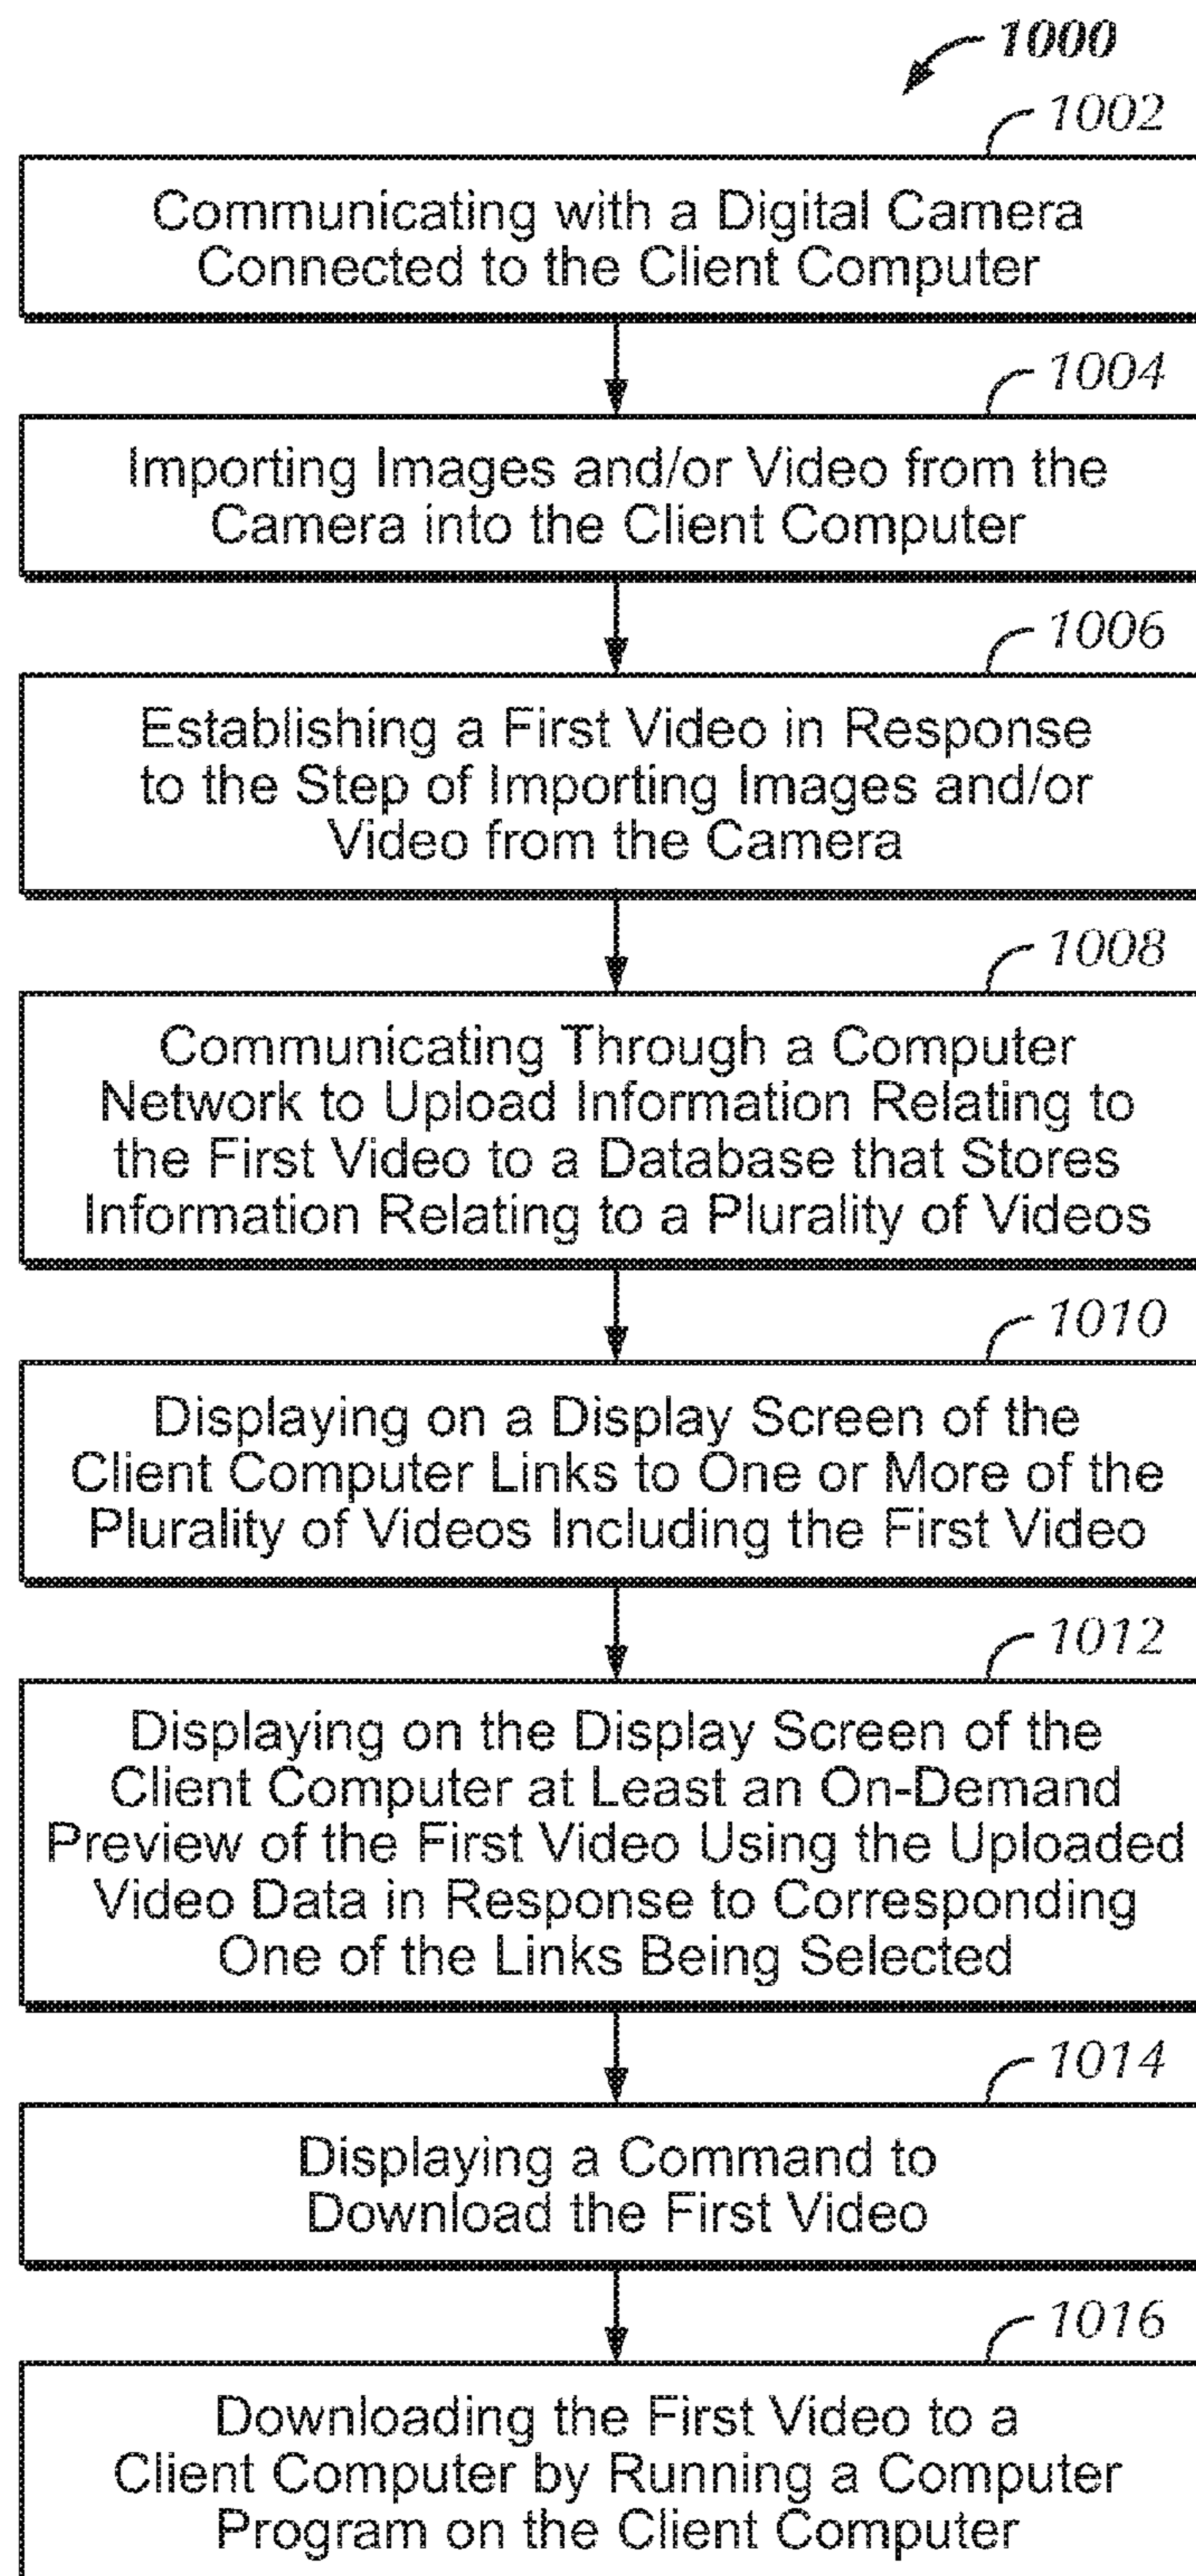 1000
1002
Communicating with a Digital Camera
Connected to the Client Computer
1004
Importing Images and/or Video from the
Camera into the Client Computer
1006
Establishing a First Video in Response
to the Step of Importing Images and/or
Video from the Camera
1008
Communicating Through a Computer
Network to Upload Information Relating to
the First Video to a Database that Stores
Information Relating to a Plurality of Videos
1010
Displaying on a Display Screen of the
Client Computer Links to One or More of the
Plurality of Videos Including the First Video
1012
Displaying on the Display Screen of the
Client Computer at Least an On-Demand
Preview of the First Video Using the Uploaded
Video Data in Response to Corresponding
One of the Links Being Selected
1014
Displaying a Command to
Download the First Video
1016
Downloading the First Video to a
Client Computer by Running a Computer
Program on the Client Computer